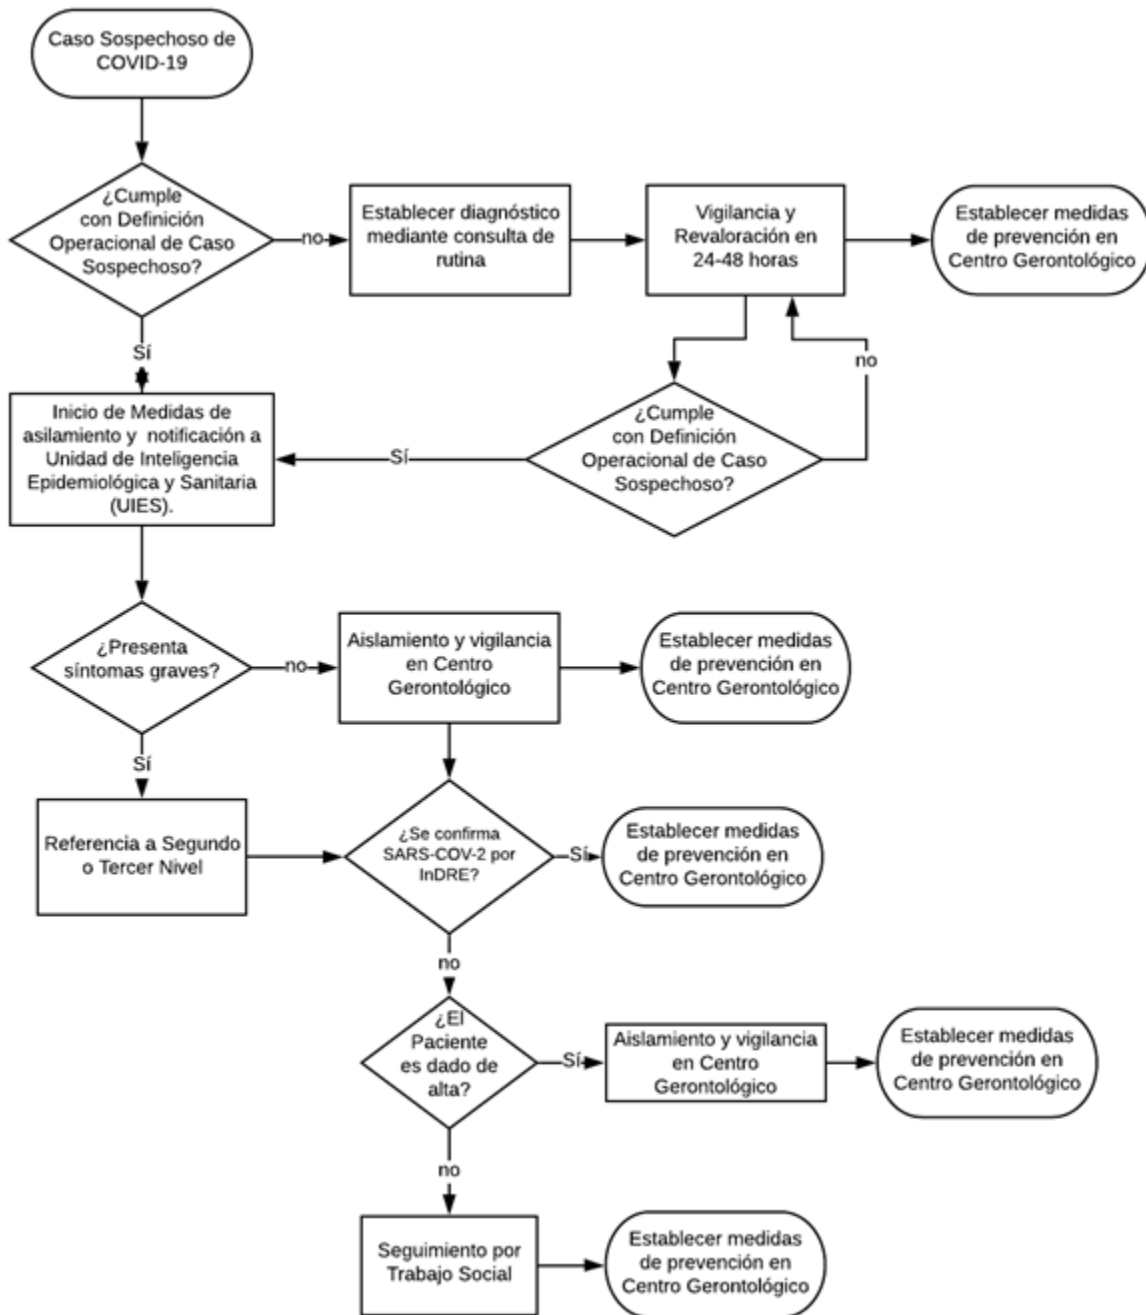 Caso Sospechoso de
COVID-19
¿Cumple
con Definición
Operacional de Caso
Sospechoso?
no
Establecer diagnóstico
mediante consulta de
rutina
Vigilancia y
Revaloración en
24-48 horas
Establecer medidas
de prevención en
Centro Gerontológico
Sí
no
Inicio de Medidas de
asilamiento y notificación a
Unidad de Inteligencia
Epidemiológica y Sanitaria
(UIES).
Sí
¿Cumple
con Definición
Operacional de Caso
Sospechoso?
¿Presenta
síntomas graves?
no
Aislamiento y vigilancia
en Centro
Gerontológico
Establecer medidas
de prevención en
Centro Gerontológico
Sí
Referencia a Segundo
o Tercer Nivel
¿Se confirma
SARS-COV-2 por
InDRE?
Sí
Establecer medidas
de prevención en
Centro Gerontológico
no
¿El
Paciente
es dado de
alta?
Sí
Aislamiento y vigilancia
en Centro
Gerontológico
Establecer medidas
de prevención en
Centro Gerontológico
no
Seguimiento por
Trabajo Social
Establecer medidas
de prevención en
Centro Gerontológico